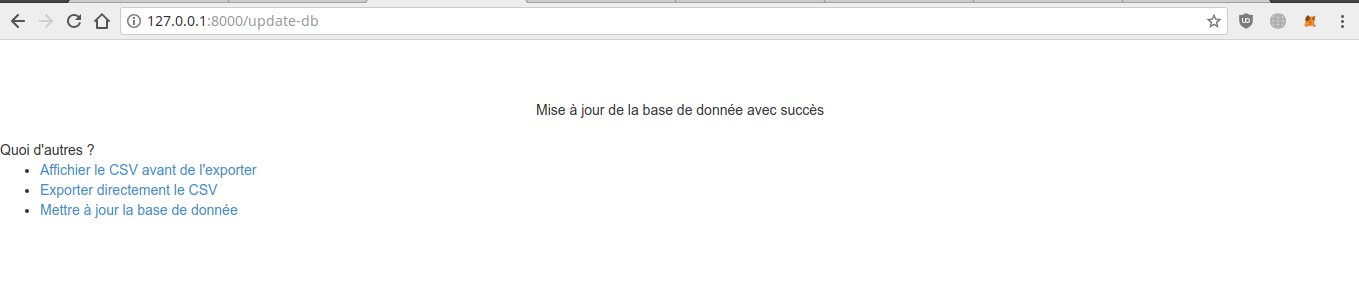 127.0.0.1:8000/update-db
Mise à jour de la base de donnée avec succès
Quoi d'autres ?
Affichier le CSV avant de l'exporter
Exporter directement le CSV
Mettre à jour la base de donnée